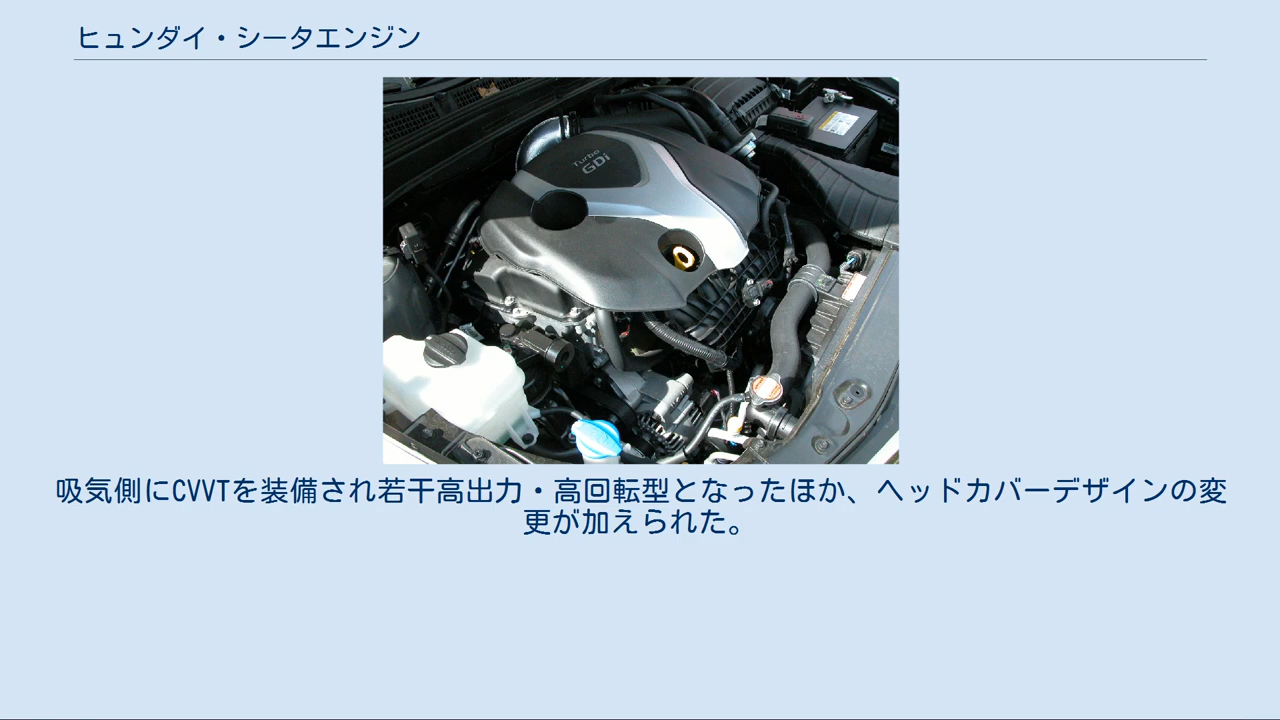 ヒュンダイ・シータエンジン
Turbo
GDi
吸気側にCVVTを装備され若干高出力・高回転型となったほか、ヘッドカバーデザインの変
更が加えられた。